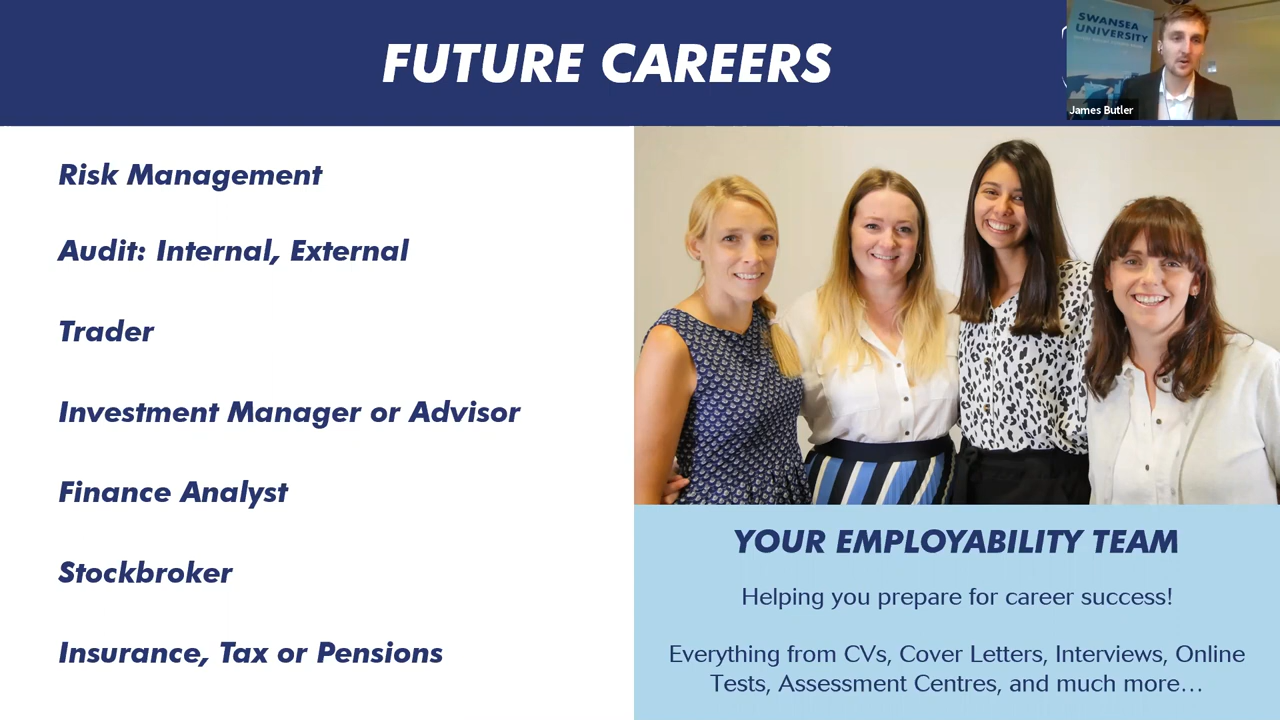 FUTURE CAREERS
SWANSEA
UNIVERSITY
James Butler
Risk Management
Audit: Internal, External
Trader
Investment Manager or Advisor
Finance Analyst
Stockbroker
Insurance, Tax or Pensions
YOUR EMPLOYABILITY TEAM
Helping you prepare for career success!
Everything from CVs, Cover Letters, Interviews, Online
Tests, Assessment Centres, and much more...